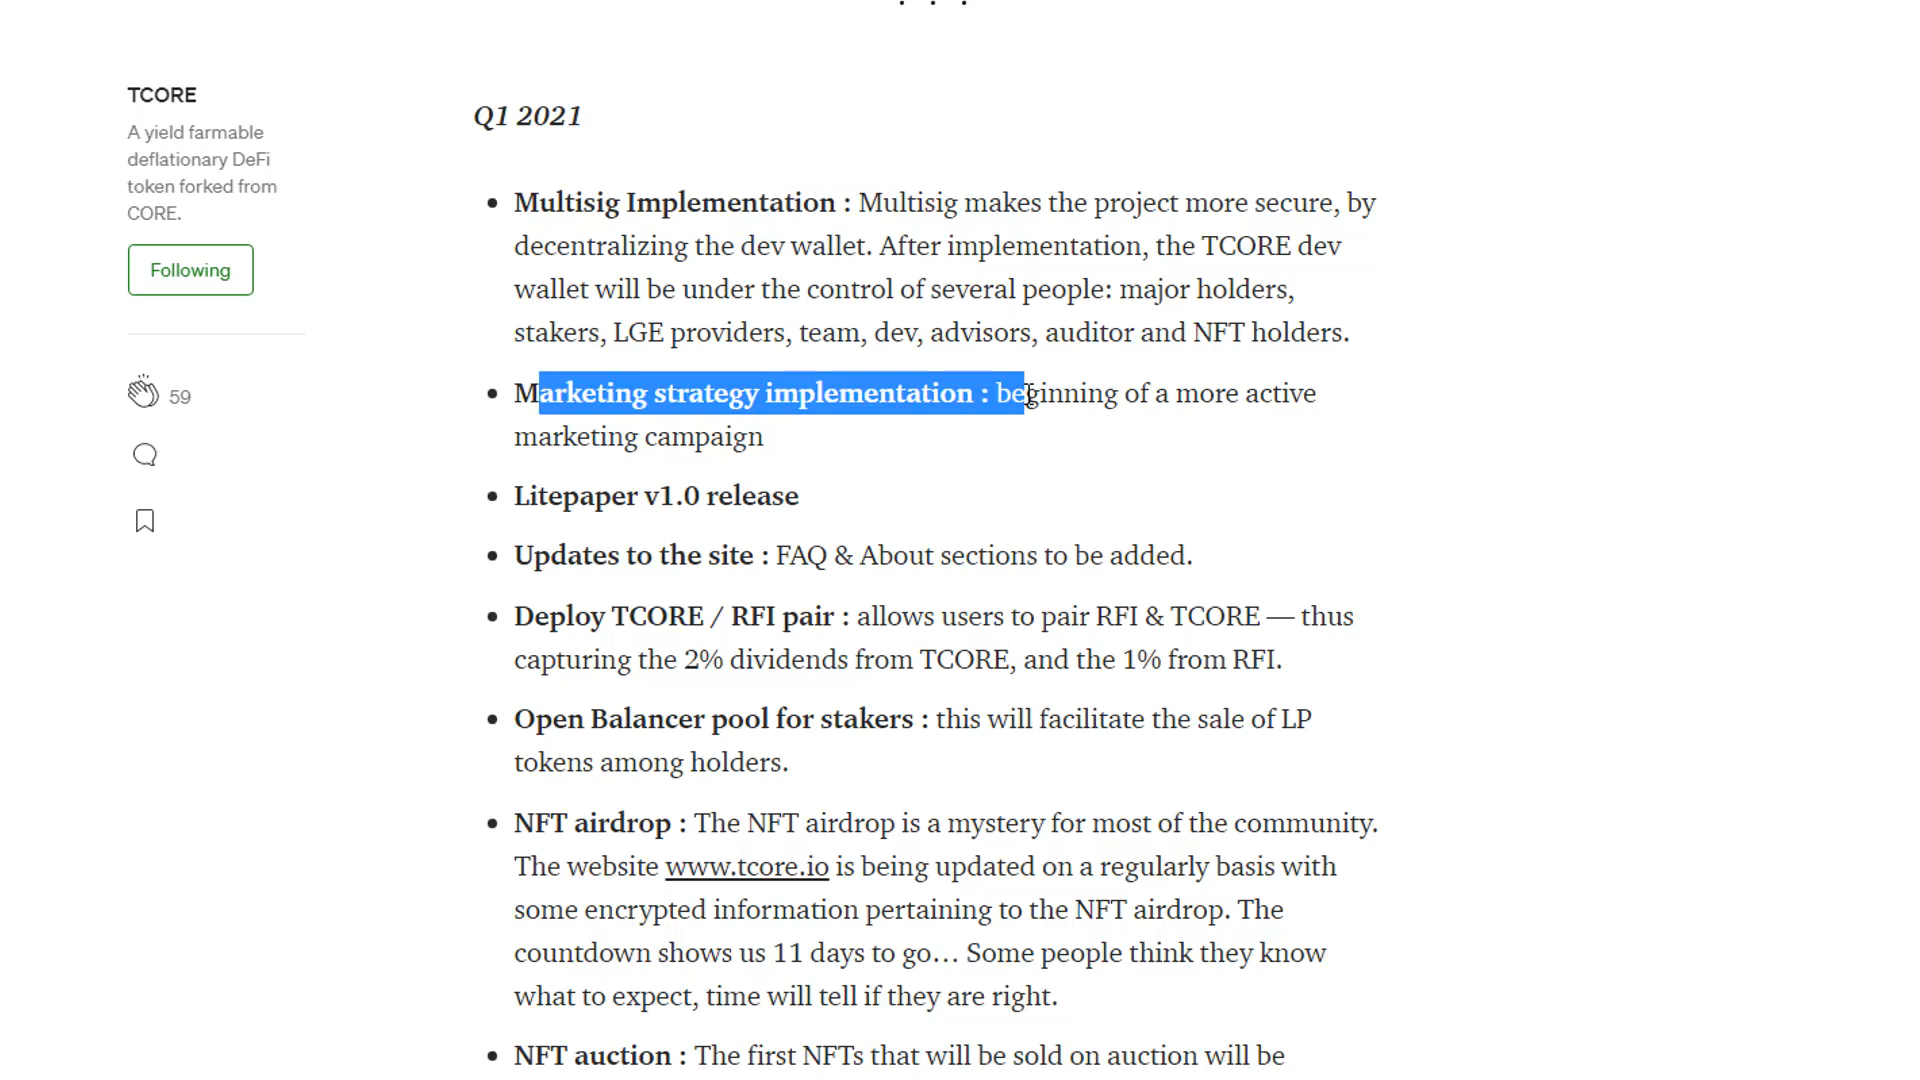 TCORE
A yield farmable
deflationary DeFi
token forked from
CORE.
Following
59
Q1 2021
Multisig Implementation : Multisig makes the project more secure, by
decentralizing the dev wallet. After implementation, the TCORE dev
wallet will be under the control of several people: major holders,
stakers, LGE providers, team, dev, advisors, auditor and NFT holders.
Marketing strategy implementation : beginning of a more active
marketing campaign
Litepaper v1.0 release
Updates to the site : FAQ & About sections to be added.
Deploy TCORE / RFI pair : allows users to pair RFI & TCORE — thus
capturing the 2% dividends from TCORE, and the 1% from RFI.
Open Balancer pool for stakers : this will facilitate the sale of LP
tokens among holders.
NFT airdrop : The NFT airdrop is a mystery for most of the community.
The website www.tcore.io is being updated on a regularly basis with
some encrypted information pertaining to the NFT airdrop. The
countdown shows us 11 days to go… Some people think they know
what to expect, time will tell if they are right.
NFT auction : The first NFTs that will be sold on auction will be